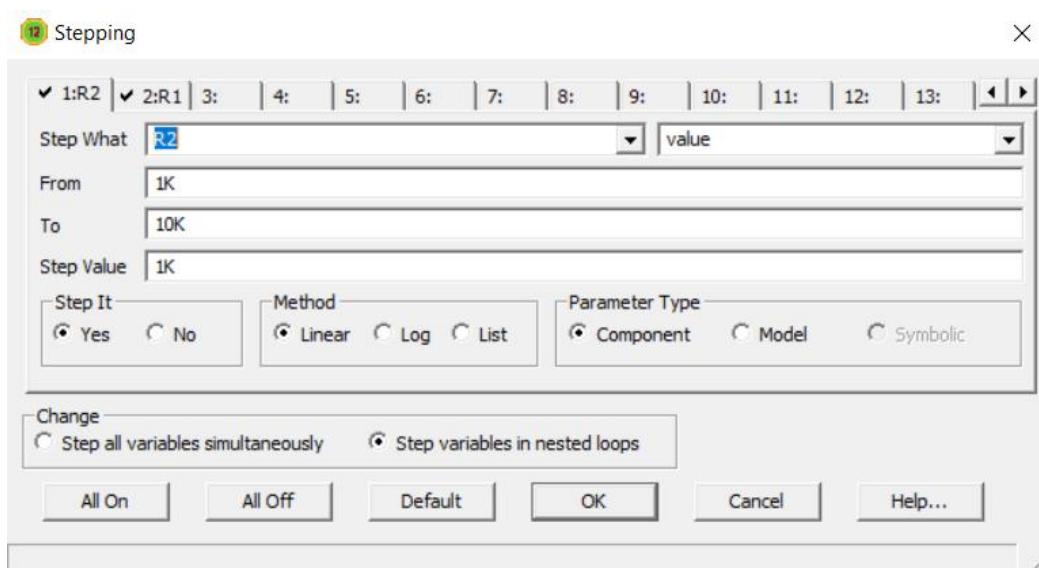 12 Stepping
1:R2 2:R1 3: 4: 5: 6: 7: 8: 9: 10: 11: 12: 13:
Step What R2 value
From 1K
To 10K
Step Value 1K
Step It Method Parameter Type
Yes No Linear Log List Component Model Symbolic
Change
Step all variables simultaneously Step variables in nested loops
All On All Off Default OK Cancel Help...